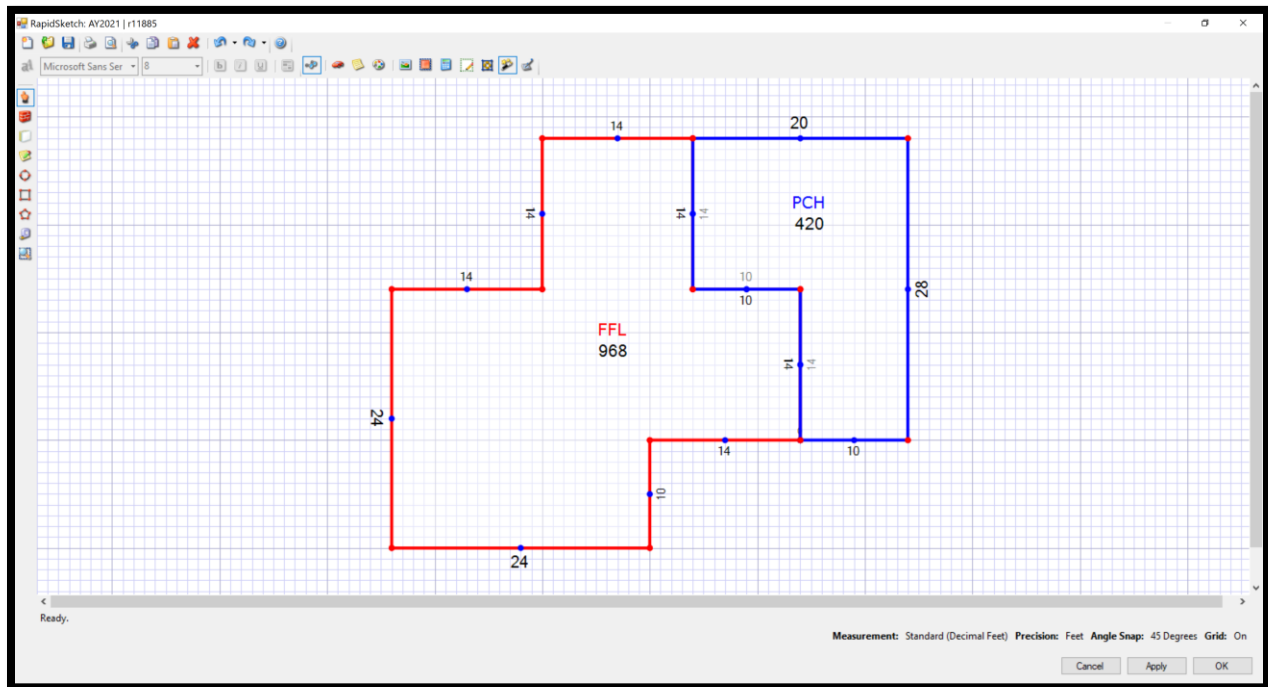 RapidSketch: AY2021 | r11885
Microsoft Sans Ser 8 b i u
14
20
14
14
14
PCH
420
14
10
10
28
FFL
968
14
14
24
14
10
10
24
Ready.
Measurement: Standard (Decimal Feet) Precision: Feet Angle Snap: 45 Degrees Grid: On
Cancel Apply OK